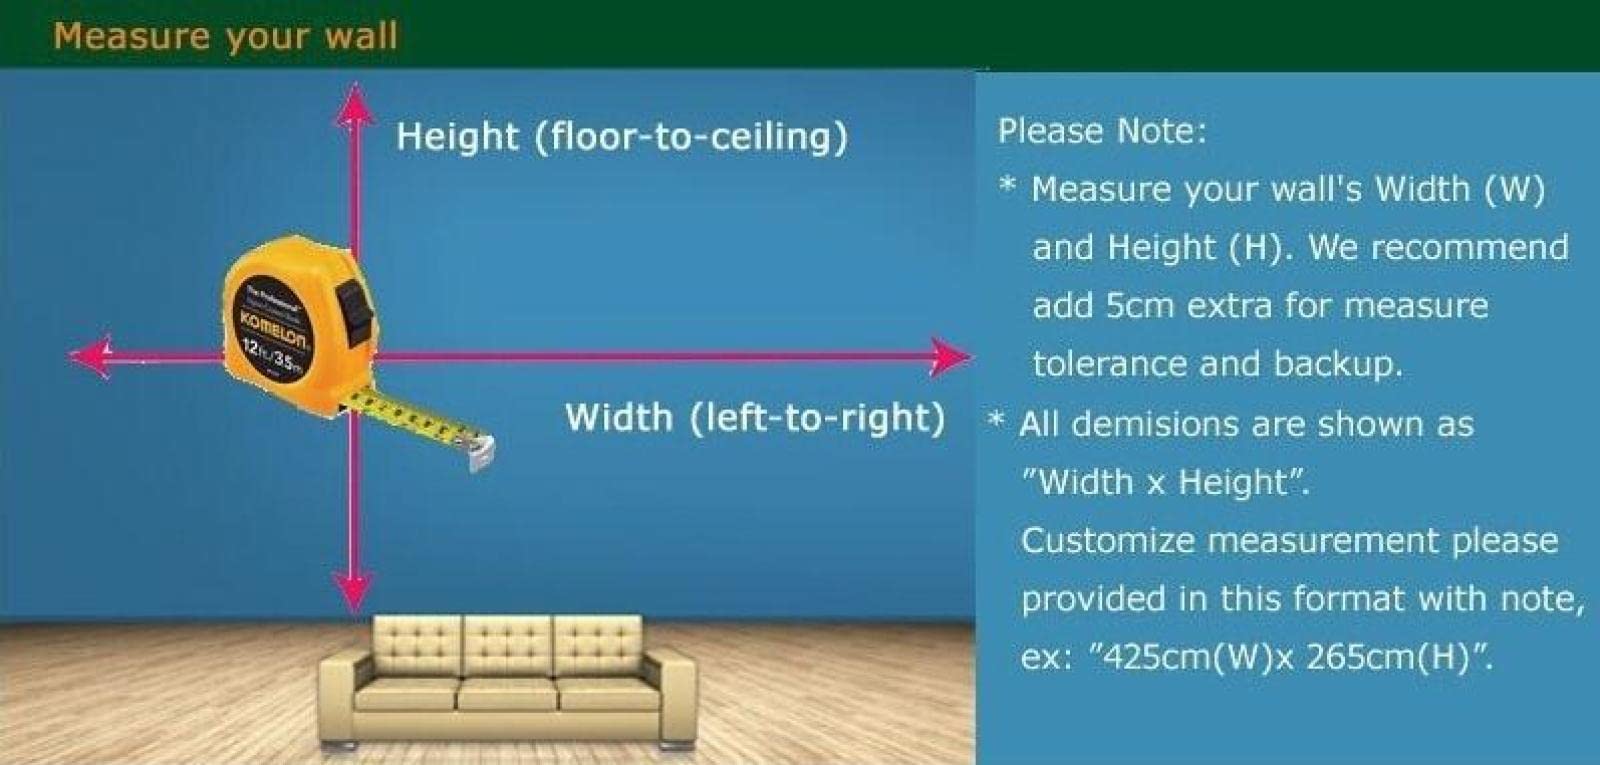 Measure your wall
Height (floor-to-ceiling)
KOMELON
12ft./3.5m
Width (left-to-right)
Please Note:
* Measure your wall's Width (W)
and Height (H). We recommend
add 5cm extra for measure
tolerance and backup.
* All demisions are shown as
"Width x Height".
Customize measurement please
provided in this format with note,
ex: "425cm(W)x 265cm(H)".